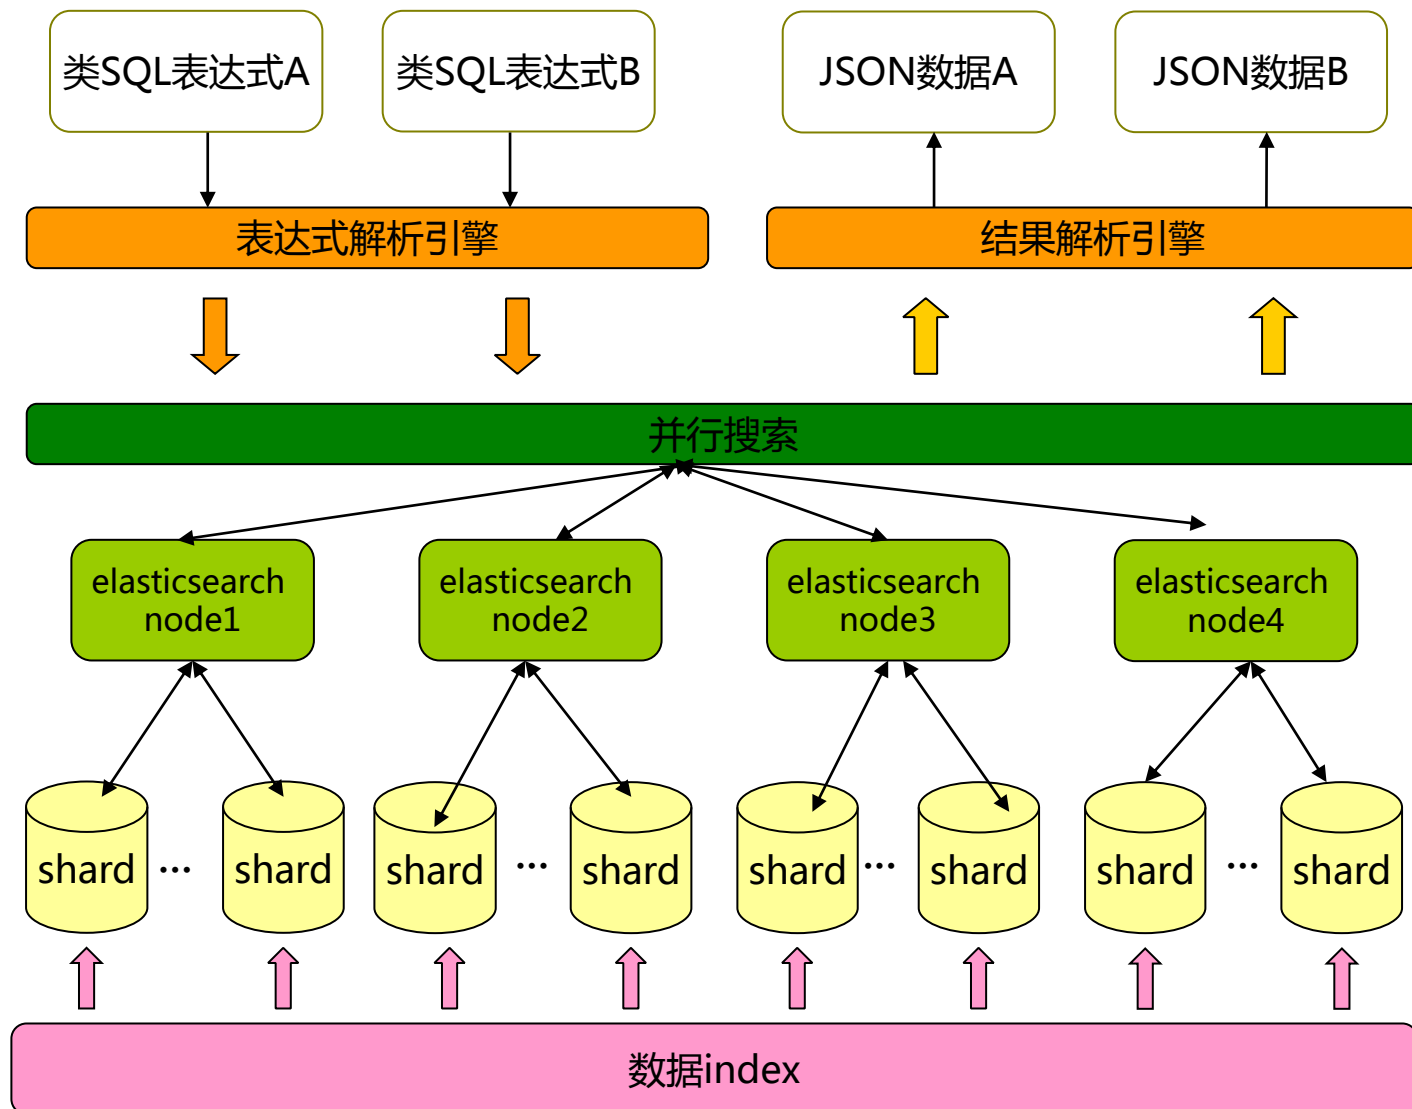 类SQL表达式A
类SQL表达式B
JSON数据A
JSON数据B
表达式解析引擎
结果解析引擎
并行搜索
elasticsearch
node1
elasticsearch
node2
elasticsearch
node3
elasticsearch
node4
shard
...
shard
shard
...
shard
shard
...
shard
shard
...
shard
数据index